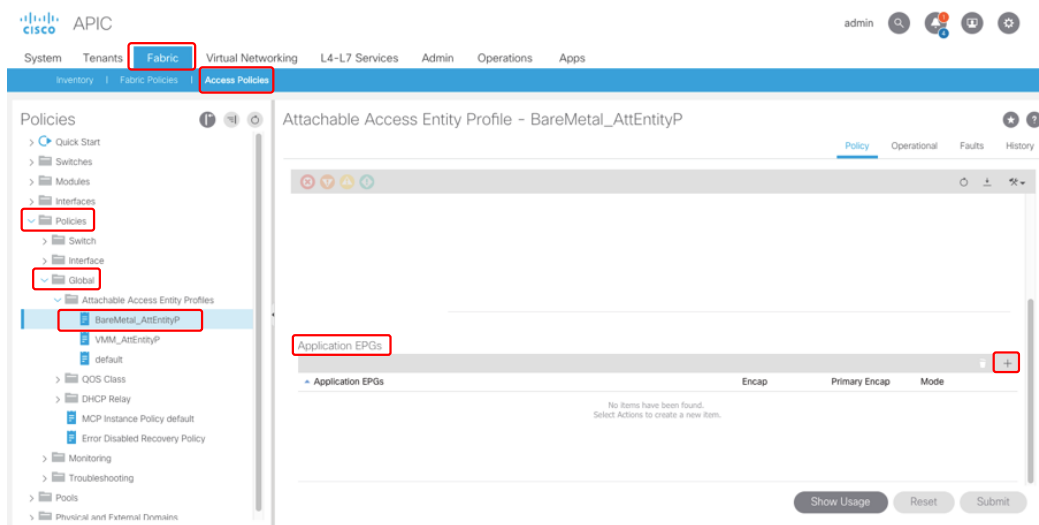 cisco APIC admin 1 4
System Tenants Fabric Virtual Networking L4-L7 Services Admin Operations Apps
Inventory | Fabric Policies | Access Policies
Policies
Quick Start
Switches
Modules
Interfaces
Policies
Switch
Interface
Global
Attachable Access Entity Profiles
BareMetal_AttEntityP
VMM_AttEntityP
default
QOS Class
DHCP Relay
MCP Instance Policy default
Error Disabled Recovery Policy
Monitoring
Troubleshooting
Pools
Physical and External Domains
Attachable Access Entity Profile - BareMetal_AttEntityP
Policy Operational Faults History
Application EPGs
Application EPGs Encap Primary Encap Mode
No items have been found.
Select Actions to create a new item.
Show Usage Reset Submit